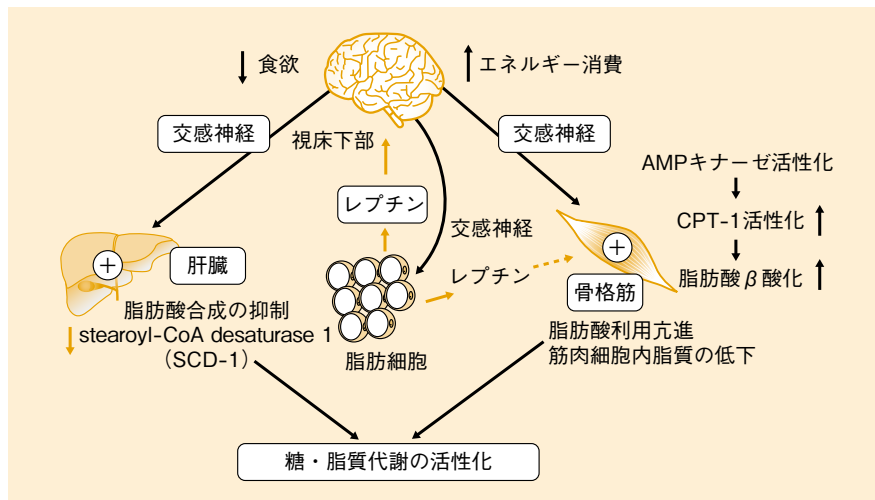 食欲
エネルギー消費
交感神経
視床下部
交感神経
AMPキナーゼ活性化
レプチン
CPT-1活性化
交感神経
肝臓
レプチン
脂肪酸β酸化
骨格筋
脂肪酸合成の抑制
stearoyl-CoA desaturase 1
（SCD-1）
脂肪細胞
脂肪酸利用亢進
筋肉細胞内脂質の低下
糖・脂質代謝の活性化